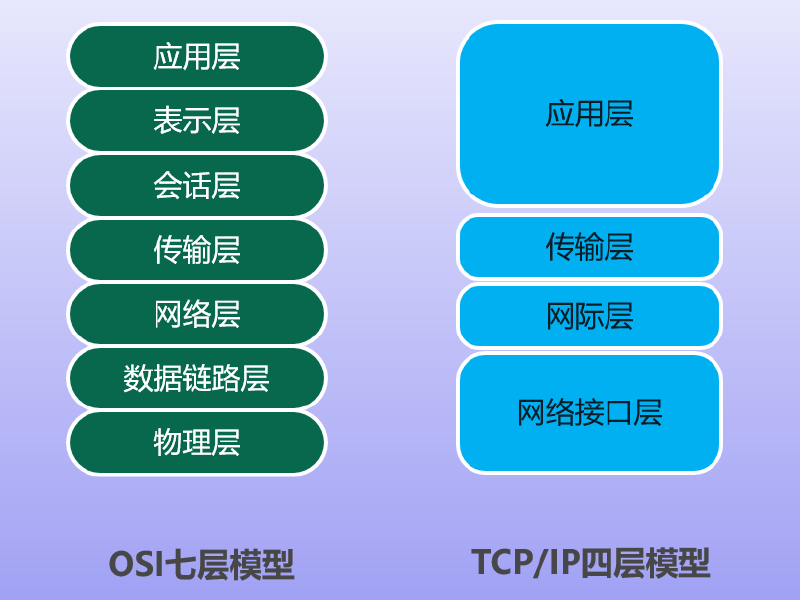 应用层
表示层
会话层
传输层
网络层
数据链路层
物理层
OSI七层模型
应用层
传输层
网际层
网络接口层
TCP/IP四层模型